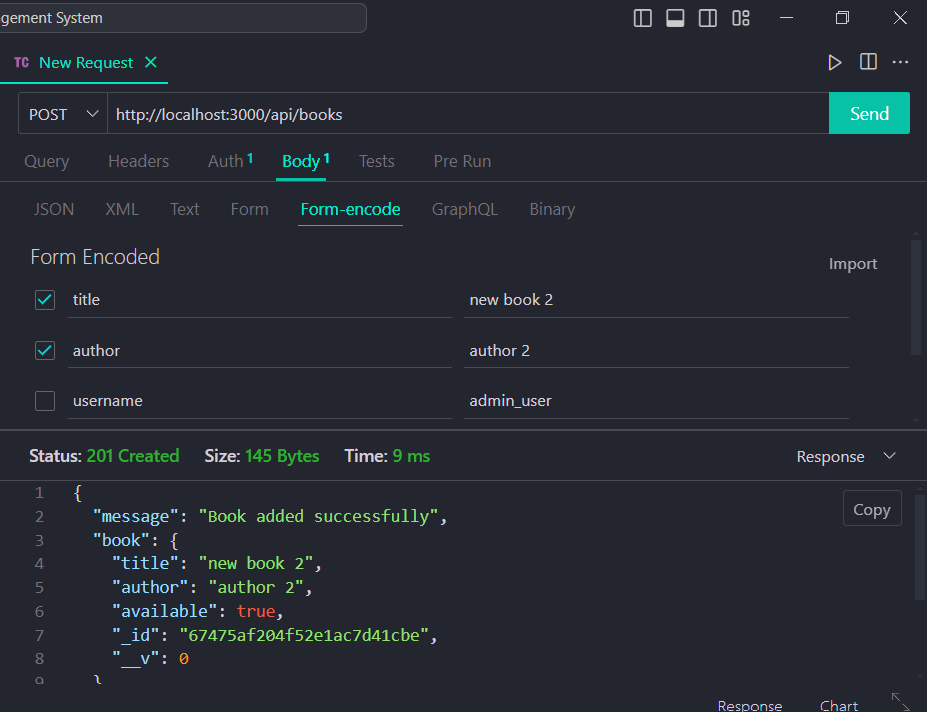 gement System
TC New Request
POST http://localhost:3000/api/books Send
Query Headers Auth 1 Body 1 Tests Pre Run
JSON XML Text Form Form-encode GraphQL Binary
Form Encoded
Import
title new book 2
author author 2
username admin_user
Status: 201 Created Size: 145 Bytes Time: 9 ms Response
1 {
Copy
2 "message": "Book added successfully",
3 "book": {
4 "title": "new book 2",
5 "author": "author 2",
6 "available": true,
7 "_id": "67475af204f52e1ac7d41cbe",
8 "__v": 0
9 }
Response Chart